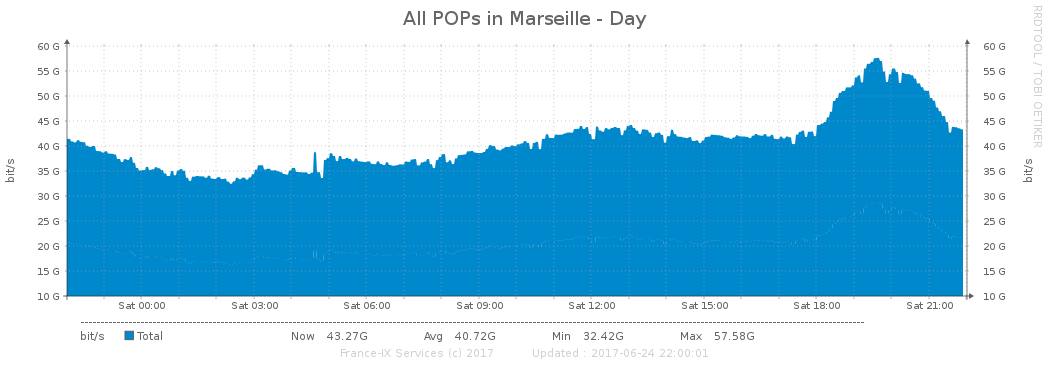 All POPs in Marseille - Day
RRDTOOL / TOBI OETIKER
60 G 60 G
55 G 55 G
50 G 50 G
45 G 45 G
40 G 40 G
35 G 35 G
30 G 30 G
25 G 25 G
20 G 20 G
15 G 15 G
10 G 10 G
bit/s
bit/s
Sat 00:00 Sat 03:00 Sat 06:00 Sat 09:00 Sat 12:00 Sat 15:00 Sat 18:00 Sat 21:00
bit/s Total Now 43.27G Avg 40.72G Min 32.42G Max 57.58G
France-IX Services (c) 2017 Updated : 2017-06-24 22:00:01